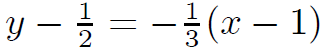 y − 1/2 = −1/3(x − 1)